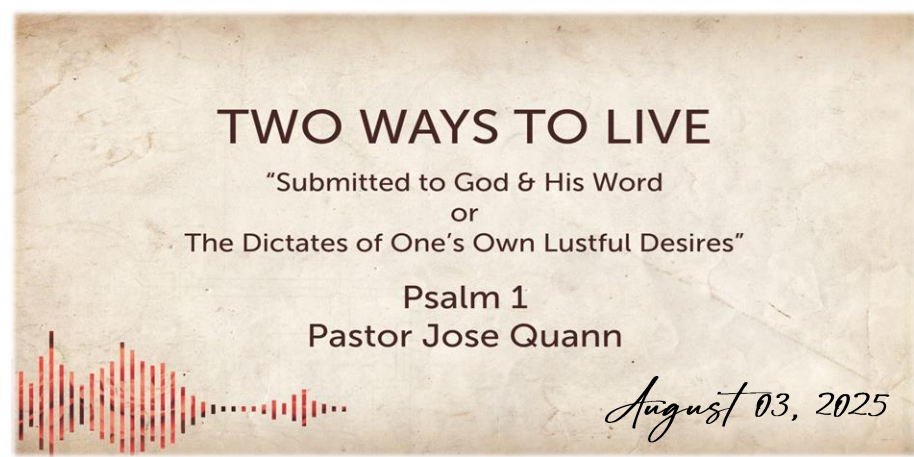 TWO WAYS TO LIVE
“Submitted to God & His Word
or
The Dictates of One’s Own Lustful Desires”
Psalm 1
Pastor Jose Quann
August 03, 2025